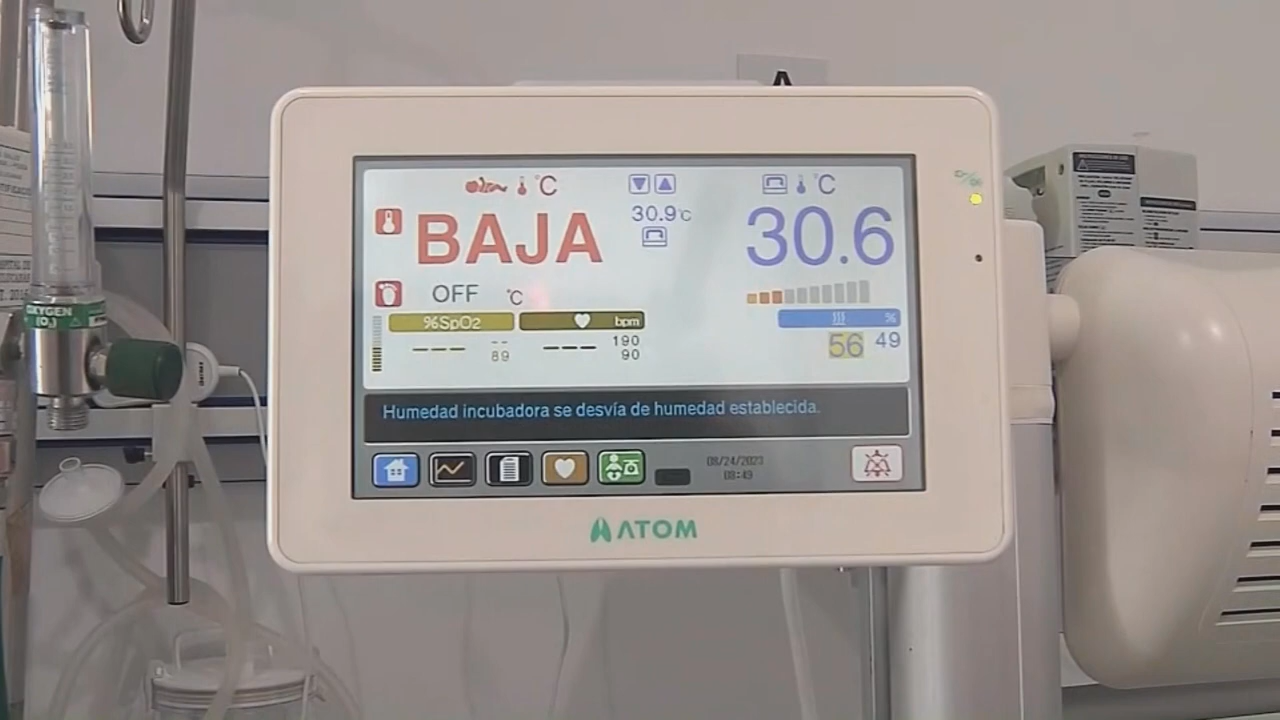 A
°C
°C
30.9°C
BAJA
30.6
OFF °C
%SpO2
bpm
%
--- -- 89
--- 190 90
56 49
Humedad incubadora se desvía de humedad establecida.
08/24/2023
08:49
ATOM
OXYGEN
(O2)